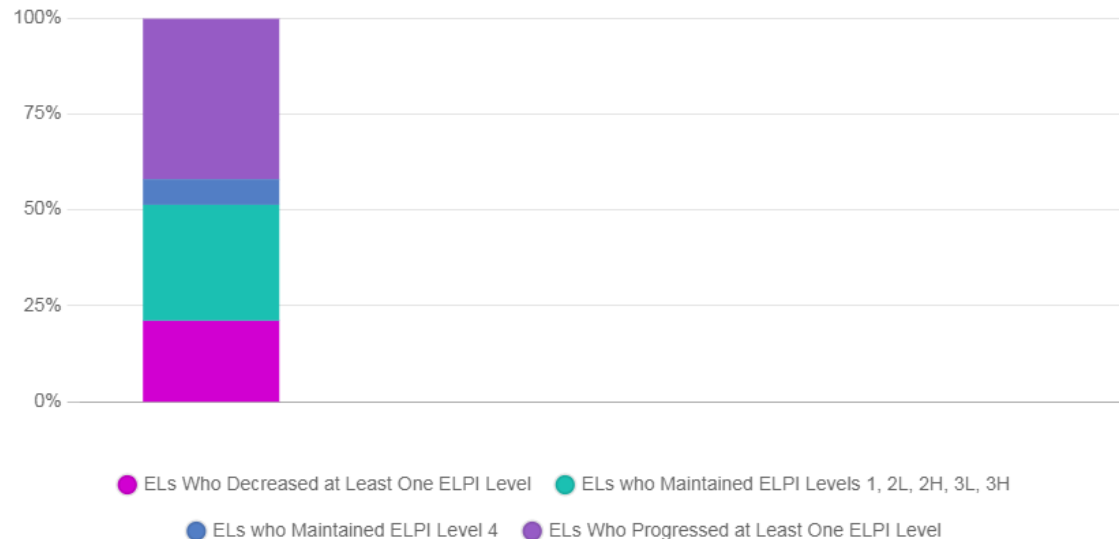 100%
75%
50%
25%
0%
ELs Who Decreased at Least One ELPI Level ELs who Maintained ELPI Levels 1, 2L, 2H, 3L, 3H
ELs who Maintained ELPI Level 4 ELs Who Progressed at Least One ELPI Level